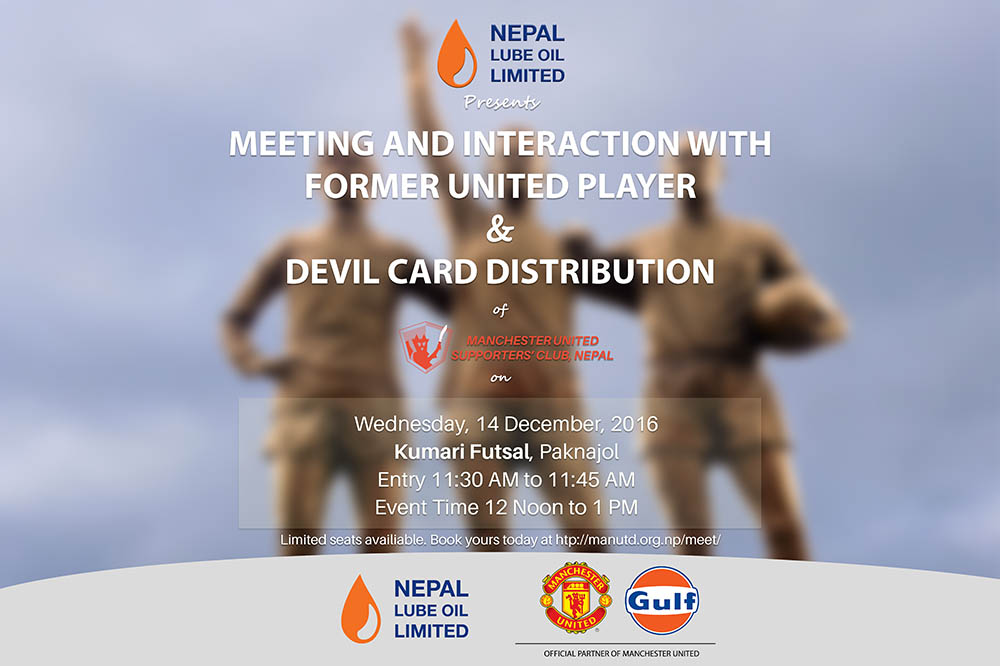 NEPAL
LUBE OIL
LIMITED
Presents
MEETING AND INTERACTION WITH
FORMER UNITED PLAYER
&
DEVIL CARD DISTRIBUTION
of
MANCHESTER UNITED
SUPPORTERS' CLUB, NEPAL
on
Wednesday, 14 December, 2016
Kumari Futsal, Paknajol
Entry 11:30 AM to 11:45 AM
Event Time 12 Noon to 1 PM
Limited seats availiable. Book yours today at htp://manutd.org.np/meet/
NEPAL
LUBE OIL
LIMITED
MANCHESTER
UNITED
Gulf
OFFICIAL PARTNER OF MANCHESTER UNITED